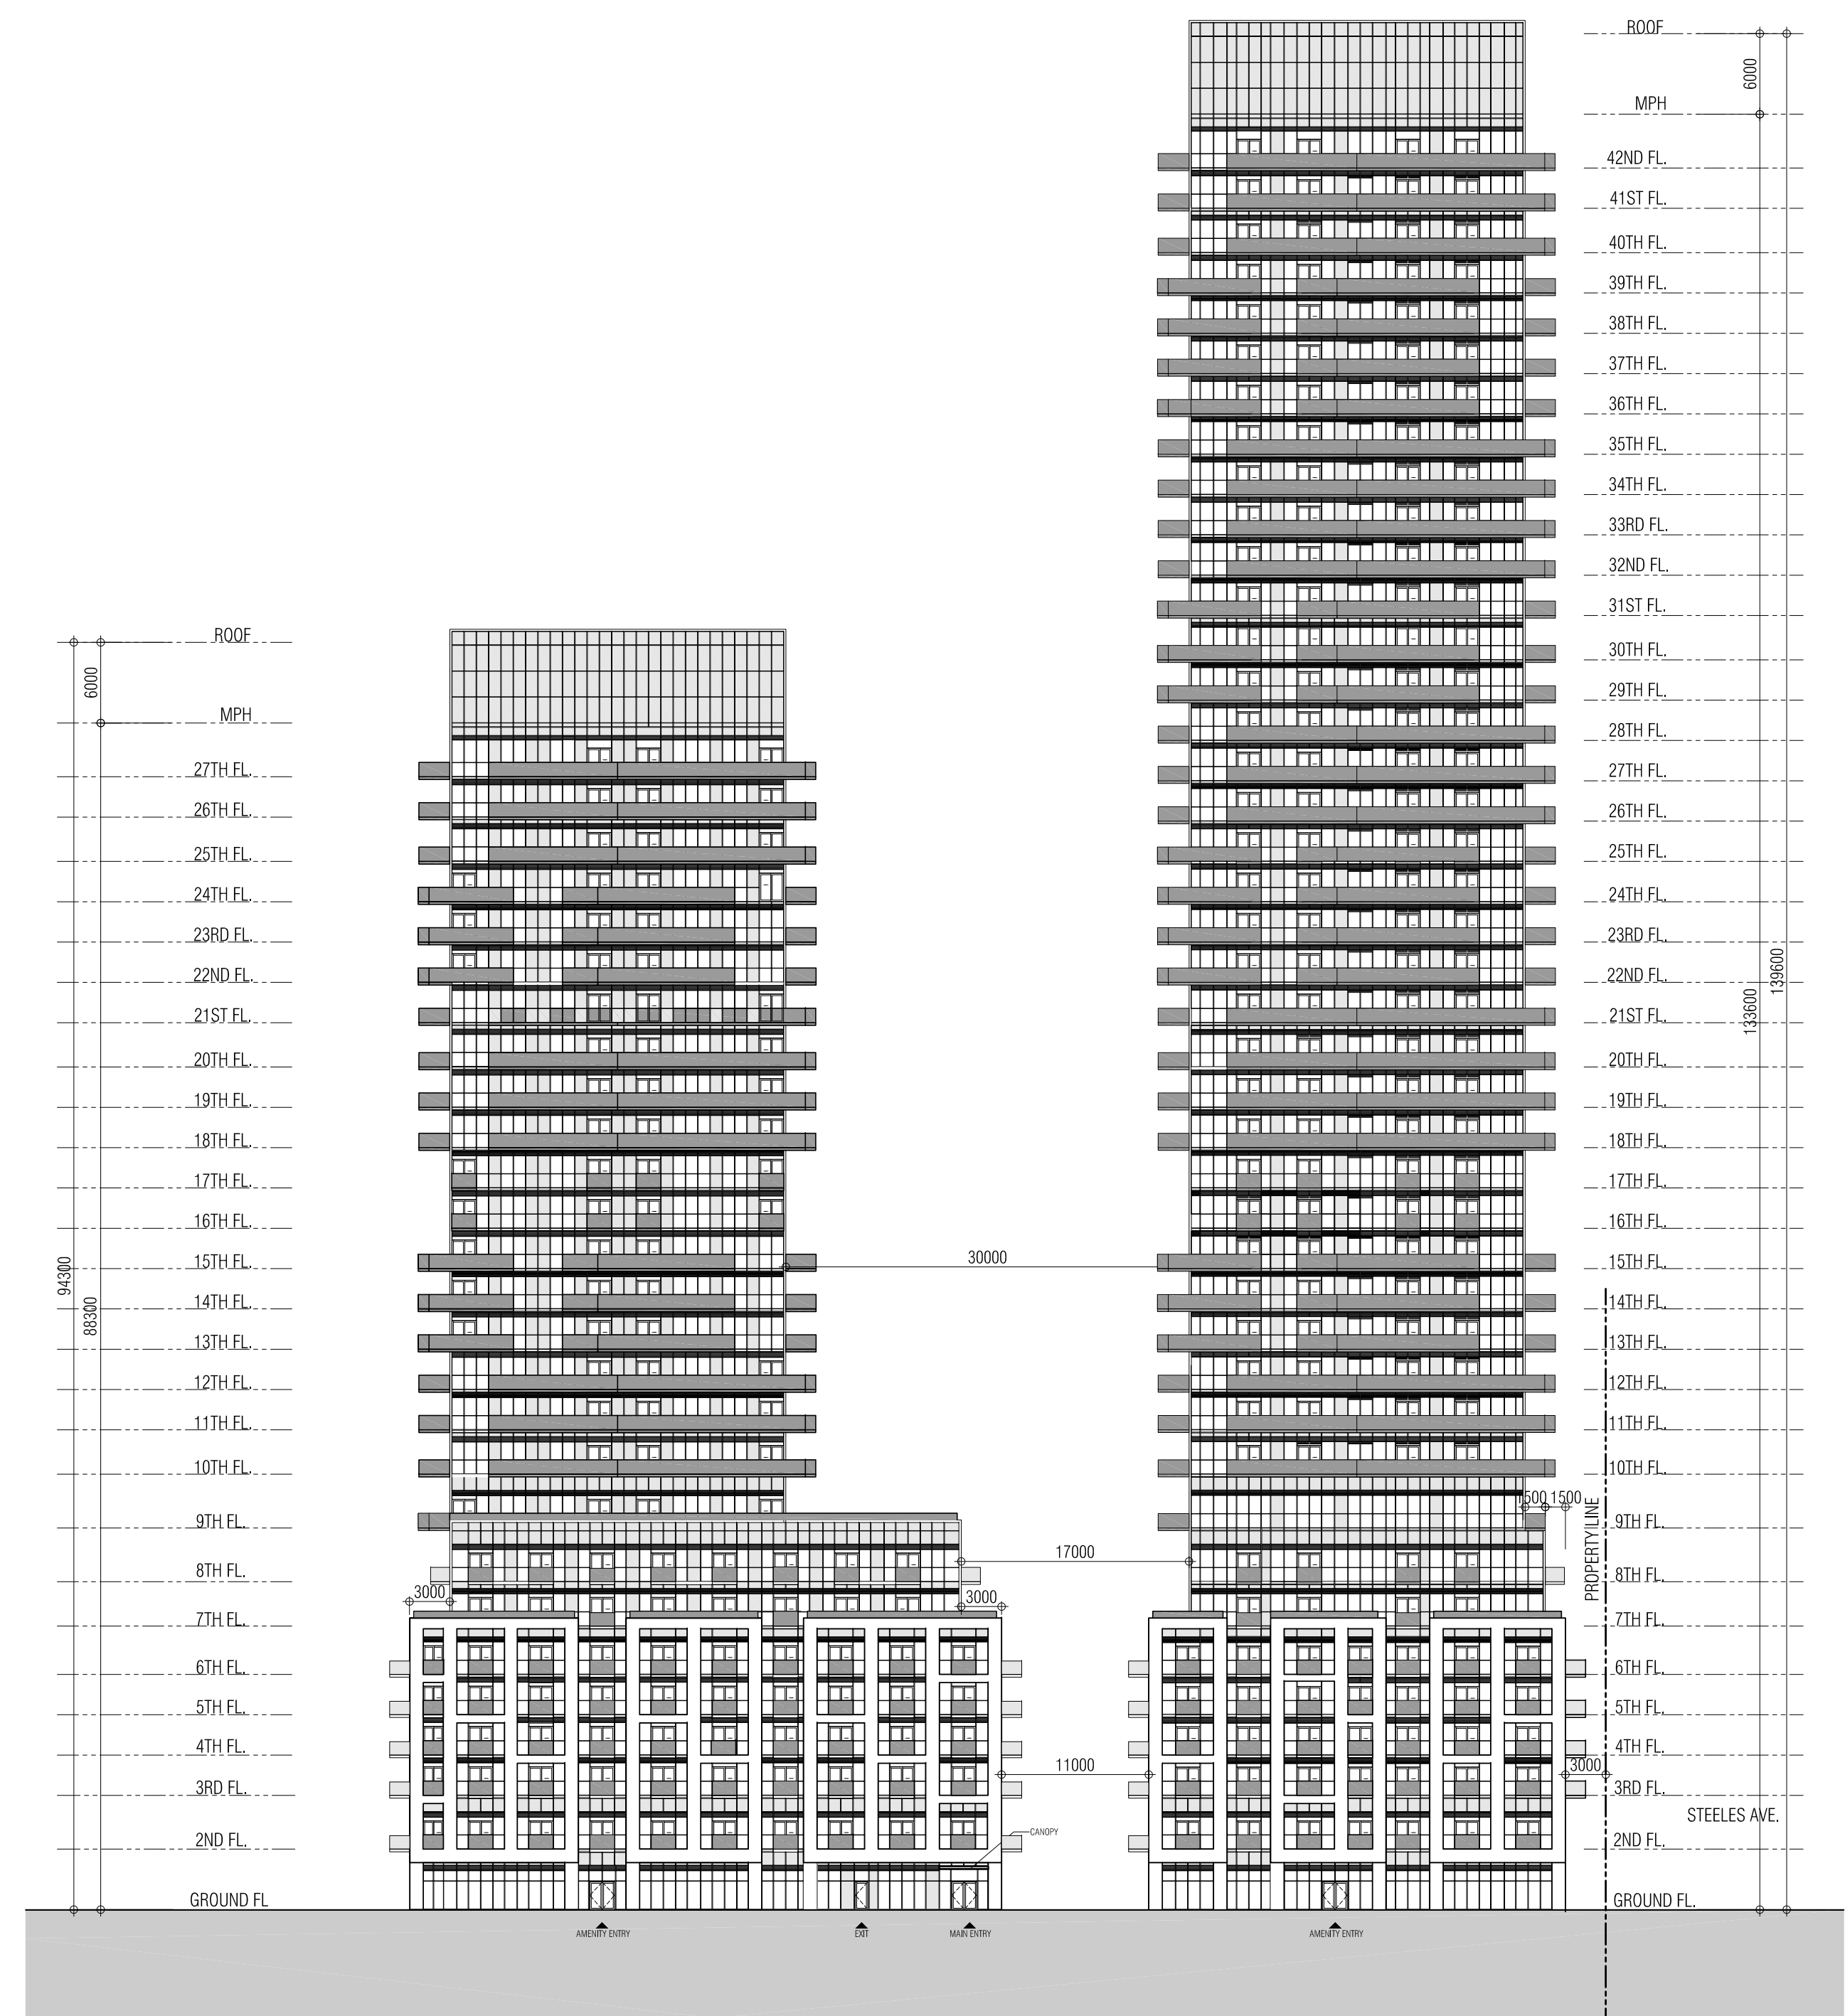 ROOF
6000
MPH
27TH FL.
26TH FL.
25TH FL.
24TH FL.
23RD FL.
22ND FL.
21ST FL.
20TH FL.
19TH FL.
18TH FL.
17TH FL.
16TH FL.
15TH FL.
14TH FL.
13TH FL.
12TH FL.
11TH FL.
10TH FL.
9TH FL.
8TH FL.
7TH FL.
6TH FL.
5TH FL.
4TH FL.
3RD FL.
2ND FL.
GROUND FL
94300
88300
3000
3000
30000
17000
11000
CANOPY
AMENITY ENTRY
EXIT
MAIN ENTRY
AMENITY ENTRY
ROOF
6000
MPH
42ND FL.
41ST FL.
40TH FL.
39TH FL.
38TH FL.
37TH FL.
36TH FL.
35TH FL.
34TH FL.
33RD FL.
32ND FL.
31ST FL.
30TH FL.
29TH FL.
28TH FL.
27TH FL.
26TH FL.
25TH FL.
24TH FL.
23RD FL.
22ND FL.
21ST FL.
20TH FL.
19TH FL.
18TH FL.
17TH FL.
16TH FL.
15TH FL.
14TH FL.
13TH FL.
12TH FL.
11TH FL.
10TH FL.
9TH FL.
8TH FL.
7TH FL.
6TH FL.
5TH FL.
4TH FL.
3RD FL.
2ND FL.
GROUND FL.
139600
133600
1500 1500
PROPERTY LINE
3000
STEELES AVE.